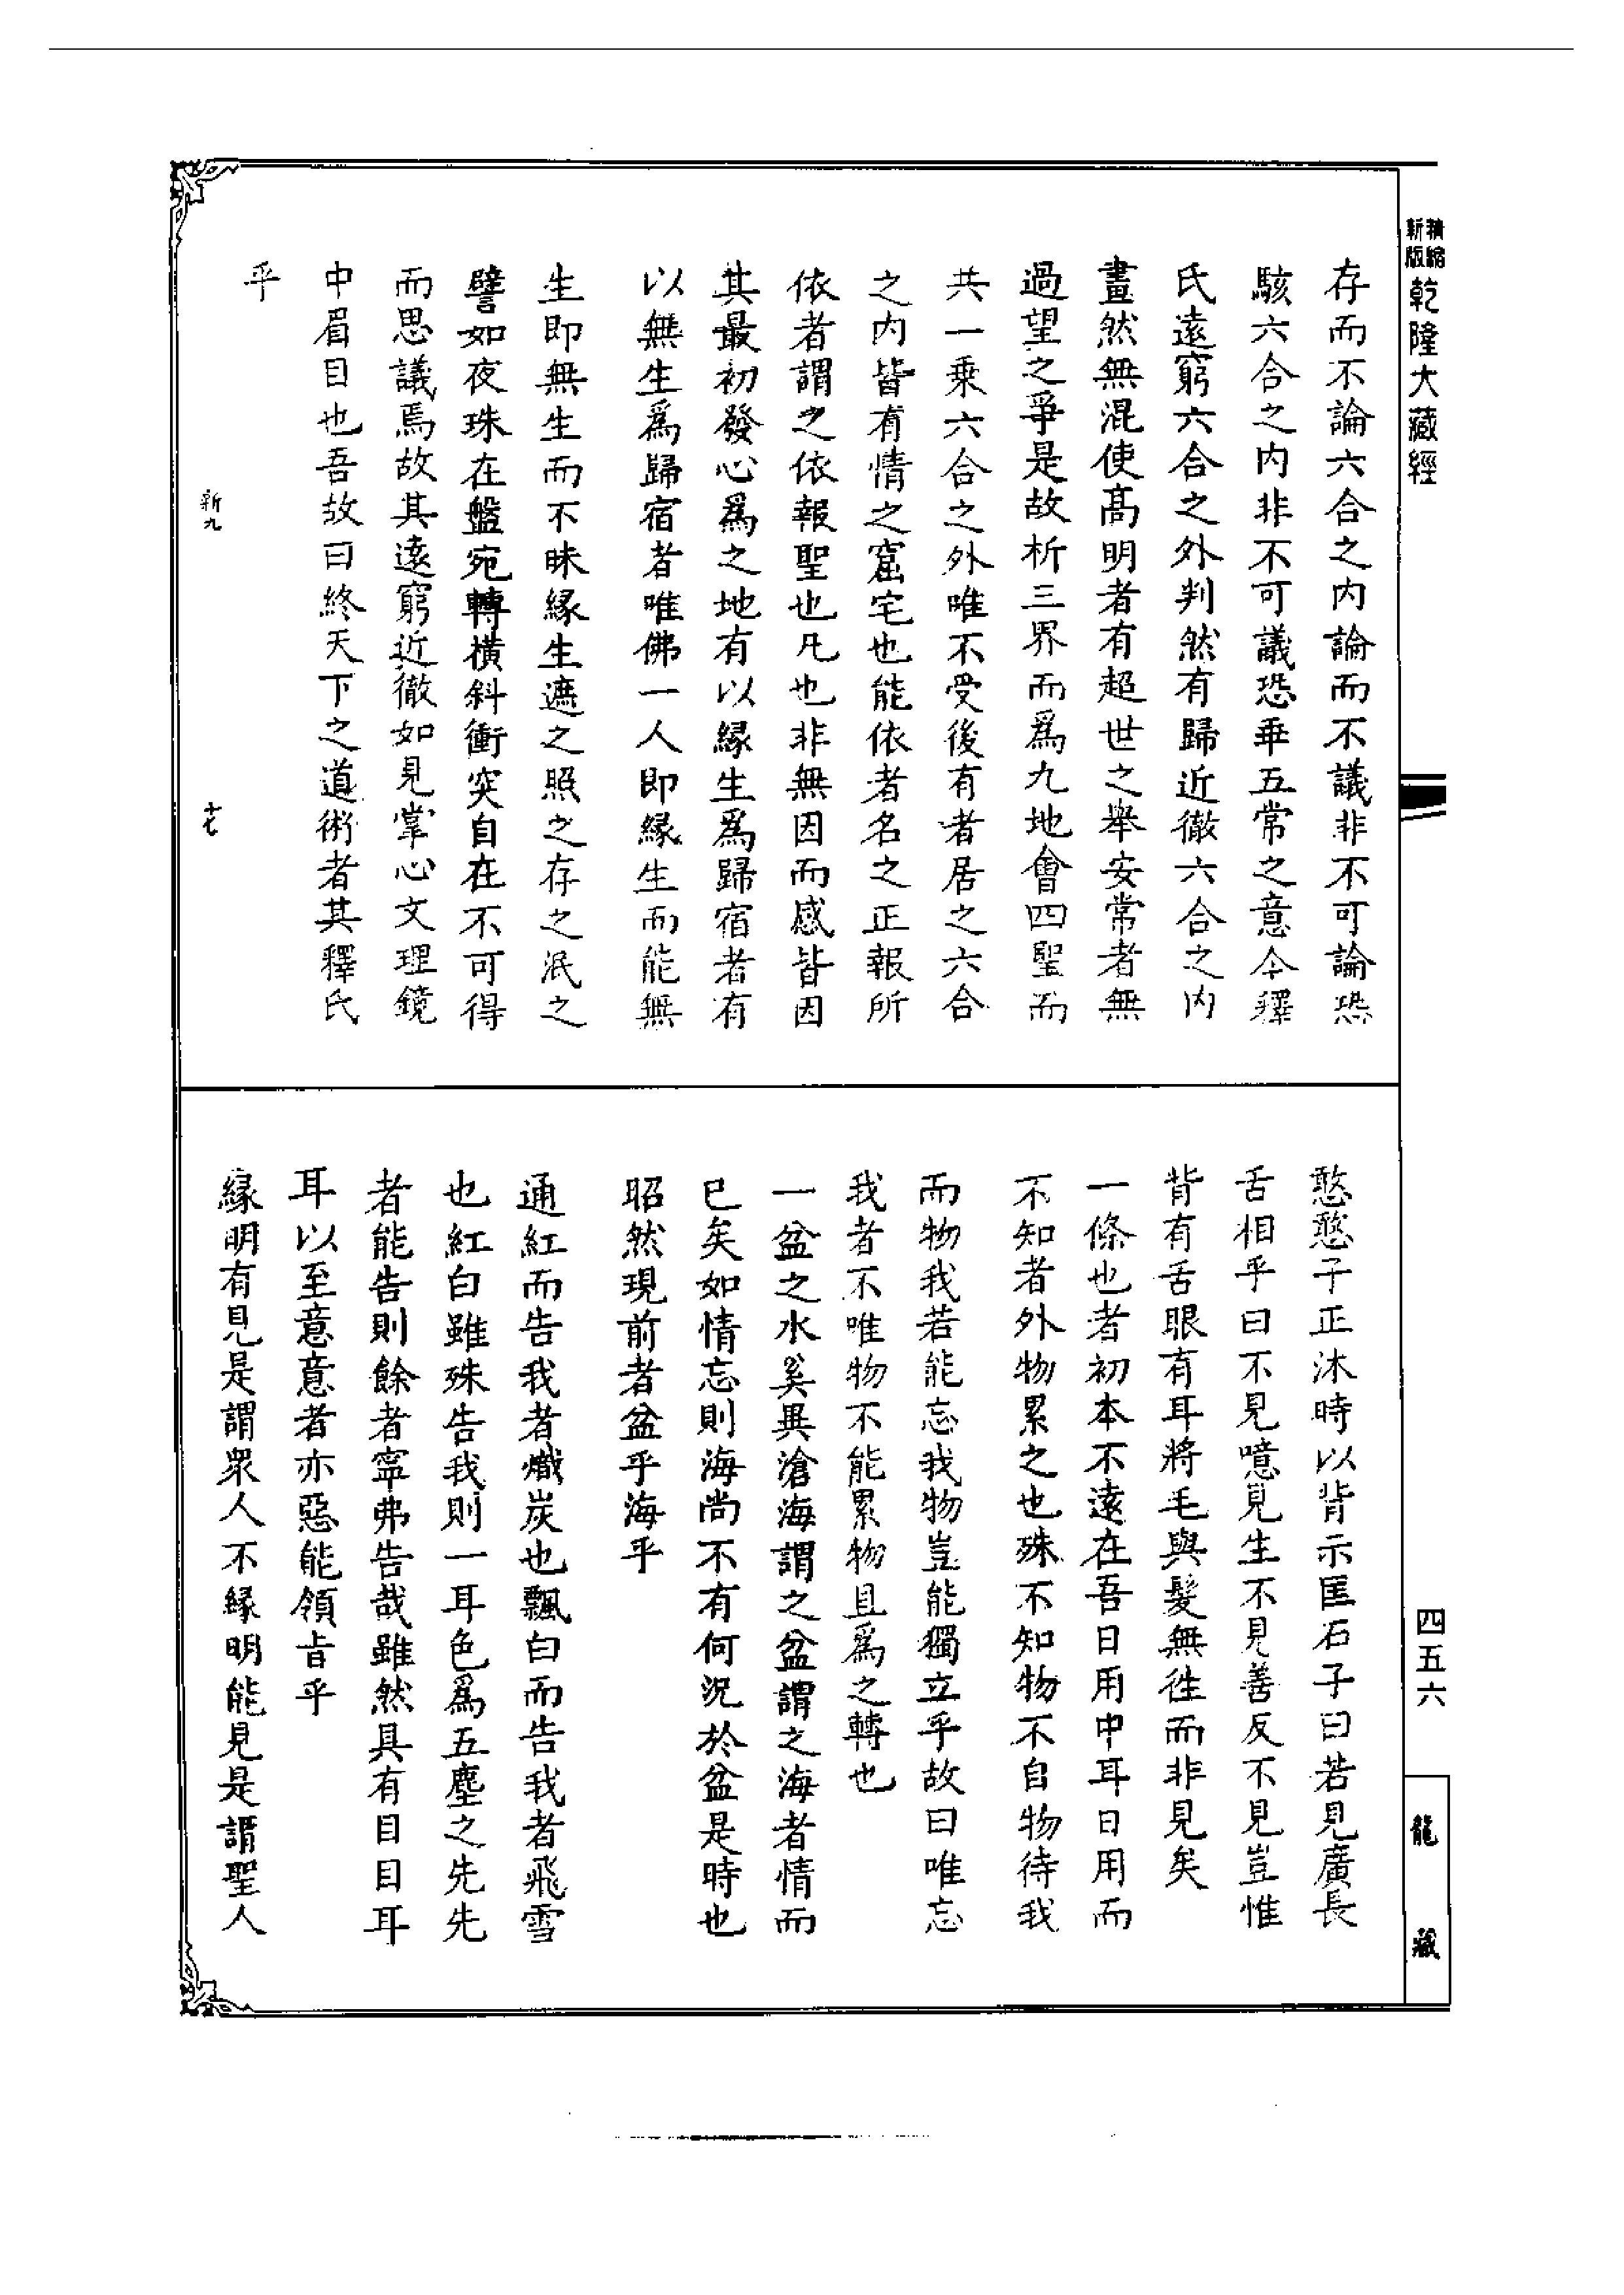 精縮新版乾隆大藏經
存而不論六合之内論而不議非不可論恐
駭六合之内非不可議恐乖五常之意今釋
氏遠窮六合之外判然有歸近徹六合之内
畫然無混使髙明者有超世之舉安常者無
過望之爭是故析三界而爲九地會四聖而
共一乘六合之外唯不受後有者居之六合
之内皆有情之窟宅也能依者名之正報所
依者謂之依報聖也凡也非無因而感皆因
其最初發心爲之地有以緣生爲歸宿者有
以無生爲歸宿者唯佛一人即緣生而能無
生即無生而不昧緣生遮之照之存之泯之
譬如夜珠在盤宛轉橫斜衝突自在不可得
而思議焉故其遠窮近徹如見掌心文理鏡
中眉目也吾故曰終天下之道術者其釋氏
乎
新九
十七
憨憨子正沐時以背示匡石子曰若見廣長
舌相乎曰不見噫見生不見善反不見豈惟
背有舌眼有耳將毛與髮無徃而非見矣
一條也者初本不遠在吾日用中耳日用而
不知者外物累之也殊不知物不自物待我
而物我若能忘我物豈能獨立乎故曰唯忘
我者不唯物不能累物且爲之轉也
一盆之水奚異滄海謂之盆謂之海者情而
已矣如情忘則海尚不有何況於盆是時也
昭然現前者盆乎海乎
通紅而告我者熾炭也飄白而告我者飛雪
也紅白雖殊告我則一耳色爲五塵之先先
者能告則餘者寧弗告哉雖然具有目目耳
耳以至意意者亦惡能領旨乎
緣明有見是謂眾人不緣明能見是謂聖人
四五六
龍藏